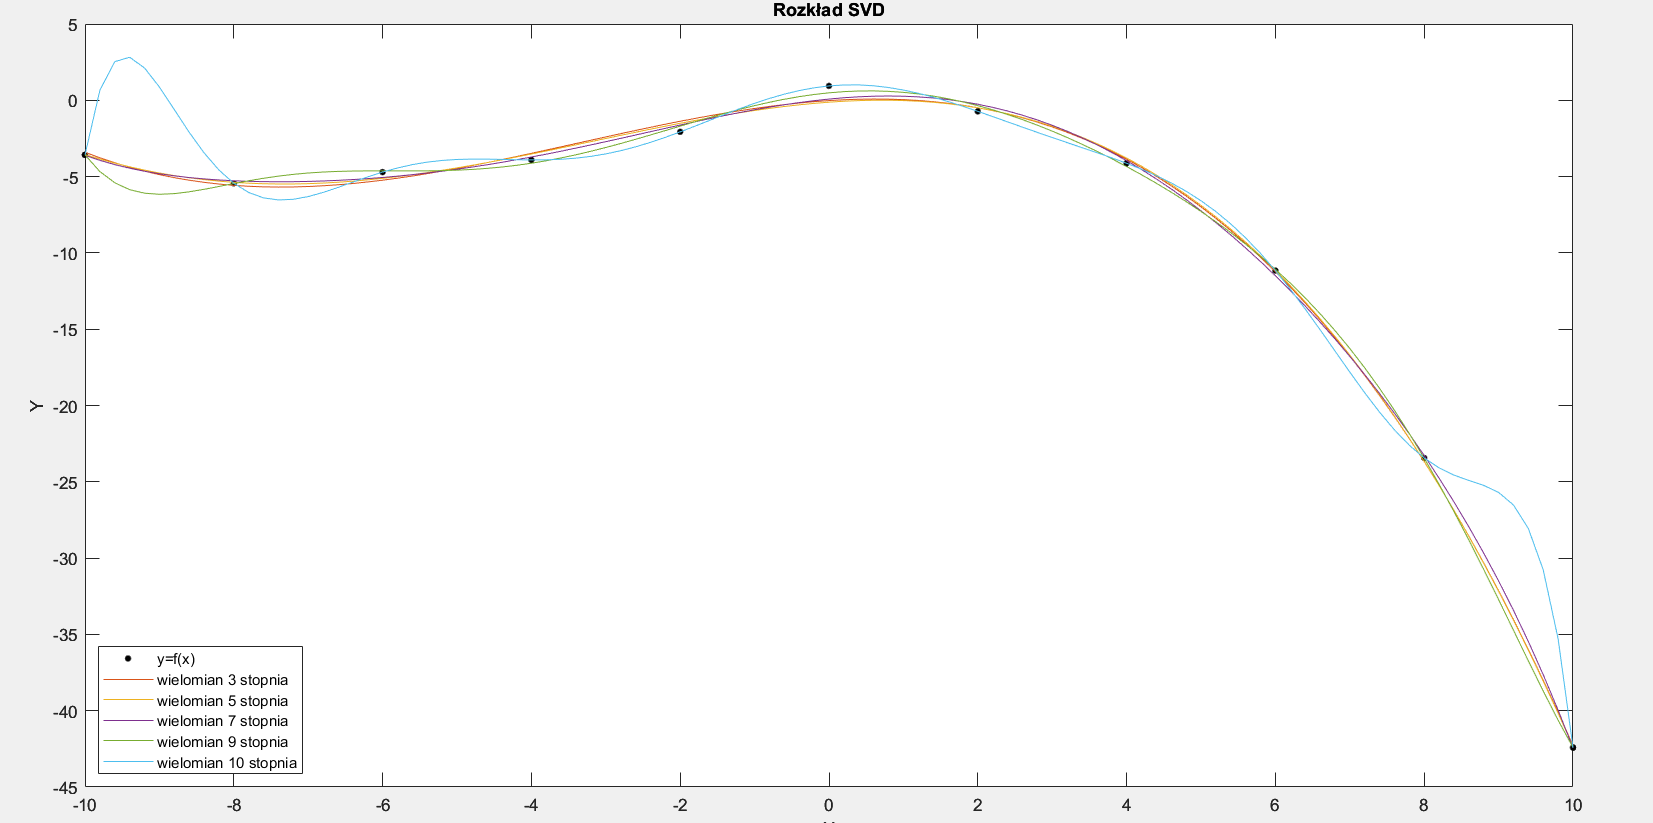 Rozkład SVD
5
0
-5
-10
-15
-20
-25
-30
-35
-40
-45
Y
y=f(x)
wielomian 3 stopnia
wielomian 5 stopnia
wielomian 7 stopnia
wielomian 9 stopnia
wielomian 10 stopnia
-10 -8 -6 -4 -2 0 2 4 6 8 10